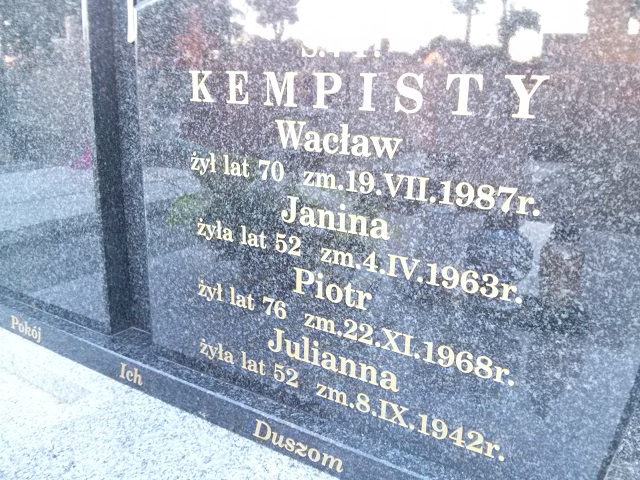 Ś.†P.
KEMPISTY
Wacław
żył lat 70 zm.19.VII.1987r.
Janina
żyła lat 52 zm.4.IV.1963r.
Piotr
żył lat 76 zm.22.XI.1968r.
Julianna
żyła lat 52 zm.8.IX.1942r.
Pokój Ich Duszom